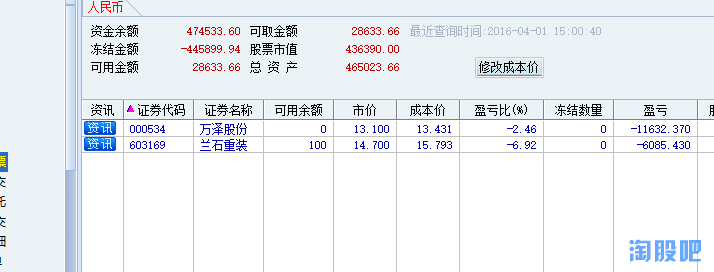 人民币
资金余额 474533.60 可取金额 28633.66 最近查询时间:2016-04-01 15:00:40
冻结金额 -445899.94 股票市值 436390.00
可用金额 28633.66 总 资 产 465023.66
修改成本价
资讯 证券代码 证券名称 可用余额 市价 成本价 盈亏比(%) 冻结数量 盈亏
资讯 000534 万泽股份 0 13.100 13.431 -2.46 0 -11632.370
资讯 603169 兰石重装 100 14.700 15.793 -6.92 0 -6085.430
票
交
托
交
细
淘股吧